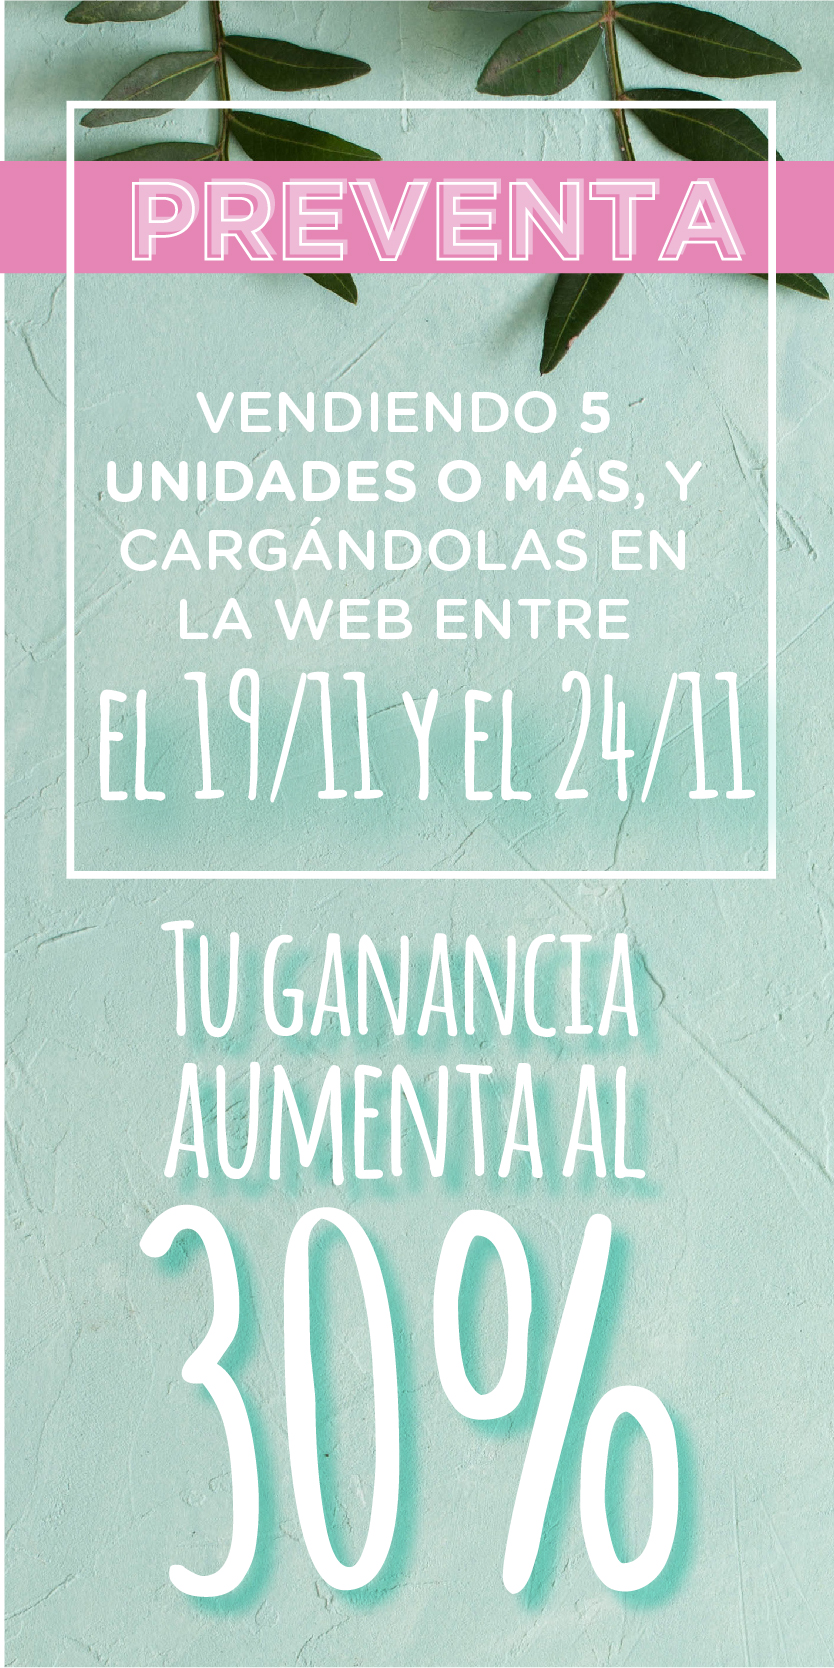 PREVENTA
VENDIENDO 5
UNIDADES O MÁS, Y
CARGÁNDOLAS EN
LA WEB ENTRE
EL 19/11 Y EL 24/11
TU GANANCIA
AUMENTA AL
30%